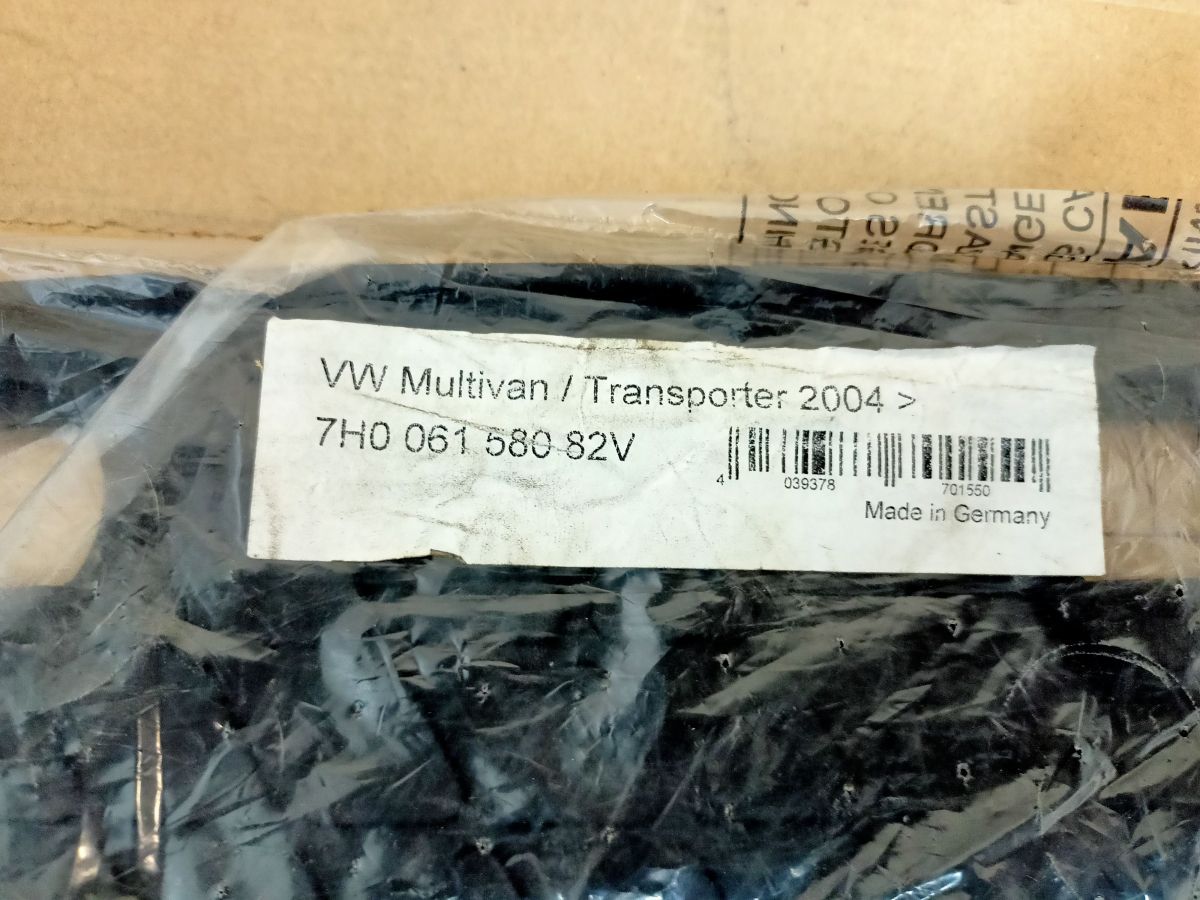 VW Multivan / Transporter 2004 >
7H0 061 580 82V
4 039378 701550
Made in Germany